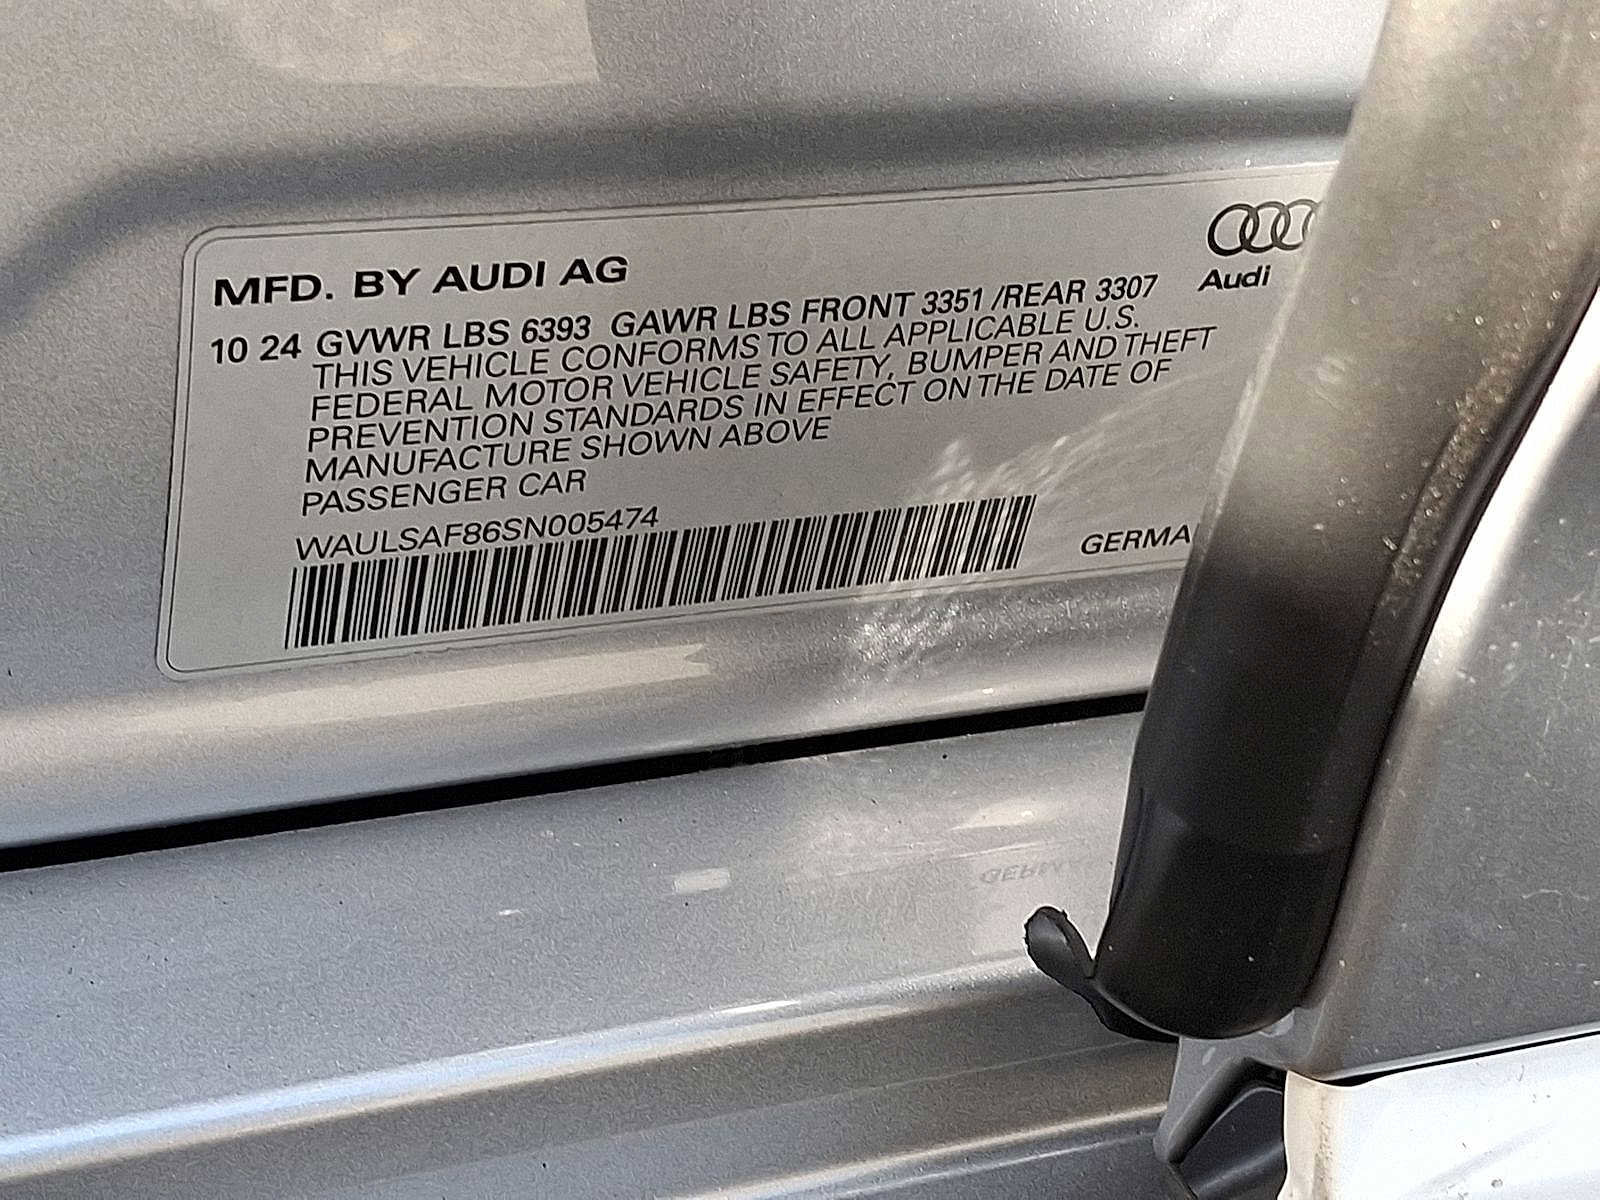 MFD. BY AUDI AG
Audi
10 24 GVWR LBS 6393 GAWR LBS FRONT 3351 /REAR 3307
THIS VEHICLE CONFORMS TO ALL APPLICABLE U.S.
FEDERAL MOTOR VEHICLE SAFETY, BUMPER AND THEFT
PREVENTION STANDARDS IN EFFECT ON THE DATE OF
MANUFACTURE SHOWN ABOVE
PASSENGER CAR
WAULSAF86SN005474
GERMA